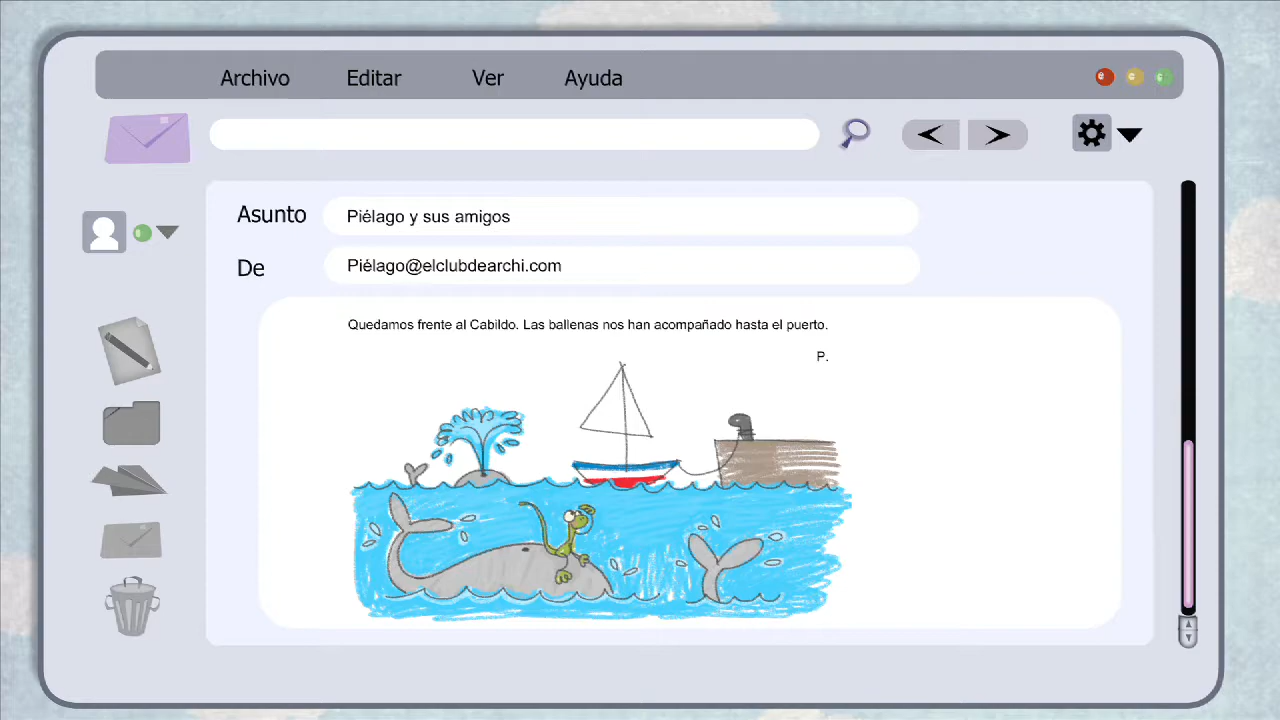 Archivo Editar Ver Ayuda
Asunto Piélago y sus amigos
De Piélago@elclubdearchi.com
Quedamos frente al Cabildo. Las ballenas nos han acompañado hasta el puerto.
P.